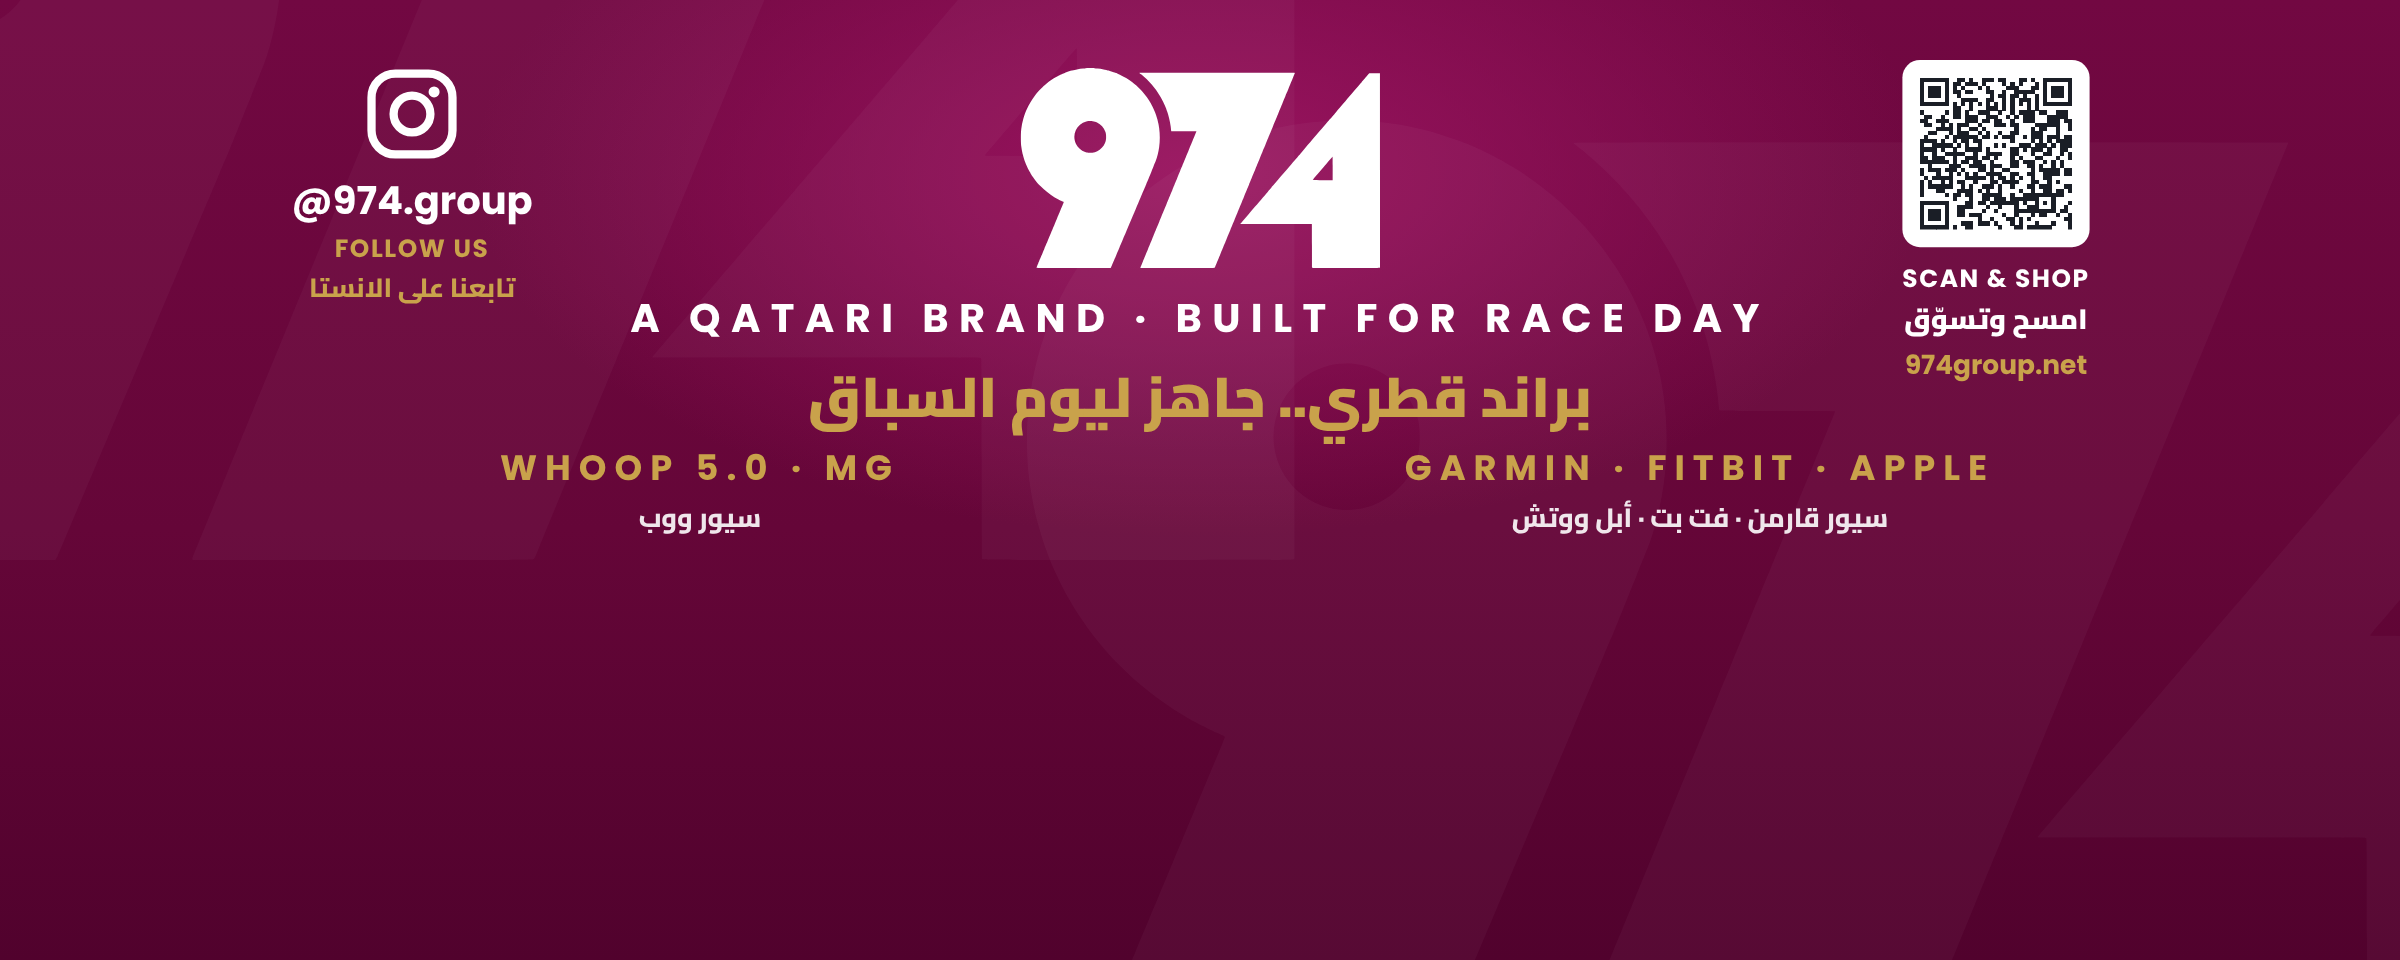 @974.group
FOLLOW US
تابعنا على الانستا
974
A QATARI BRAND · BUILT FOR RACE DAY
براند قطري.. جاهز ليوم السباق
SCAN & SHOP
امسح وتسوّق
974group.net
WHOOP 5.0 · MG
سيور ووب
GARMIN · FITBIT · APPLE
سيور قارمن · فت بت · أبل ووتش